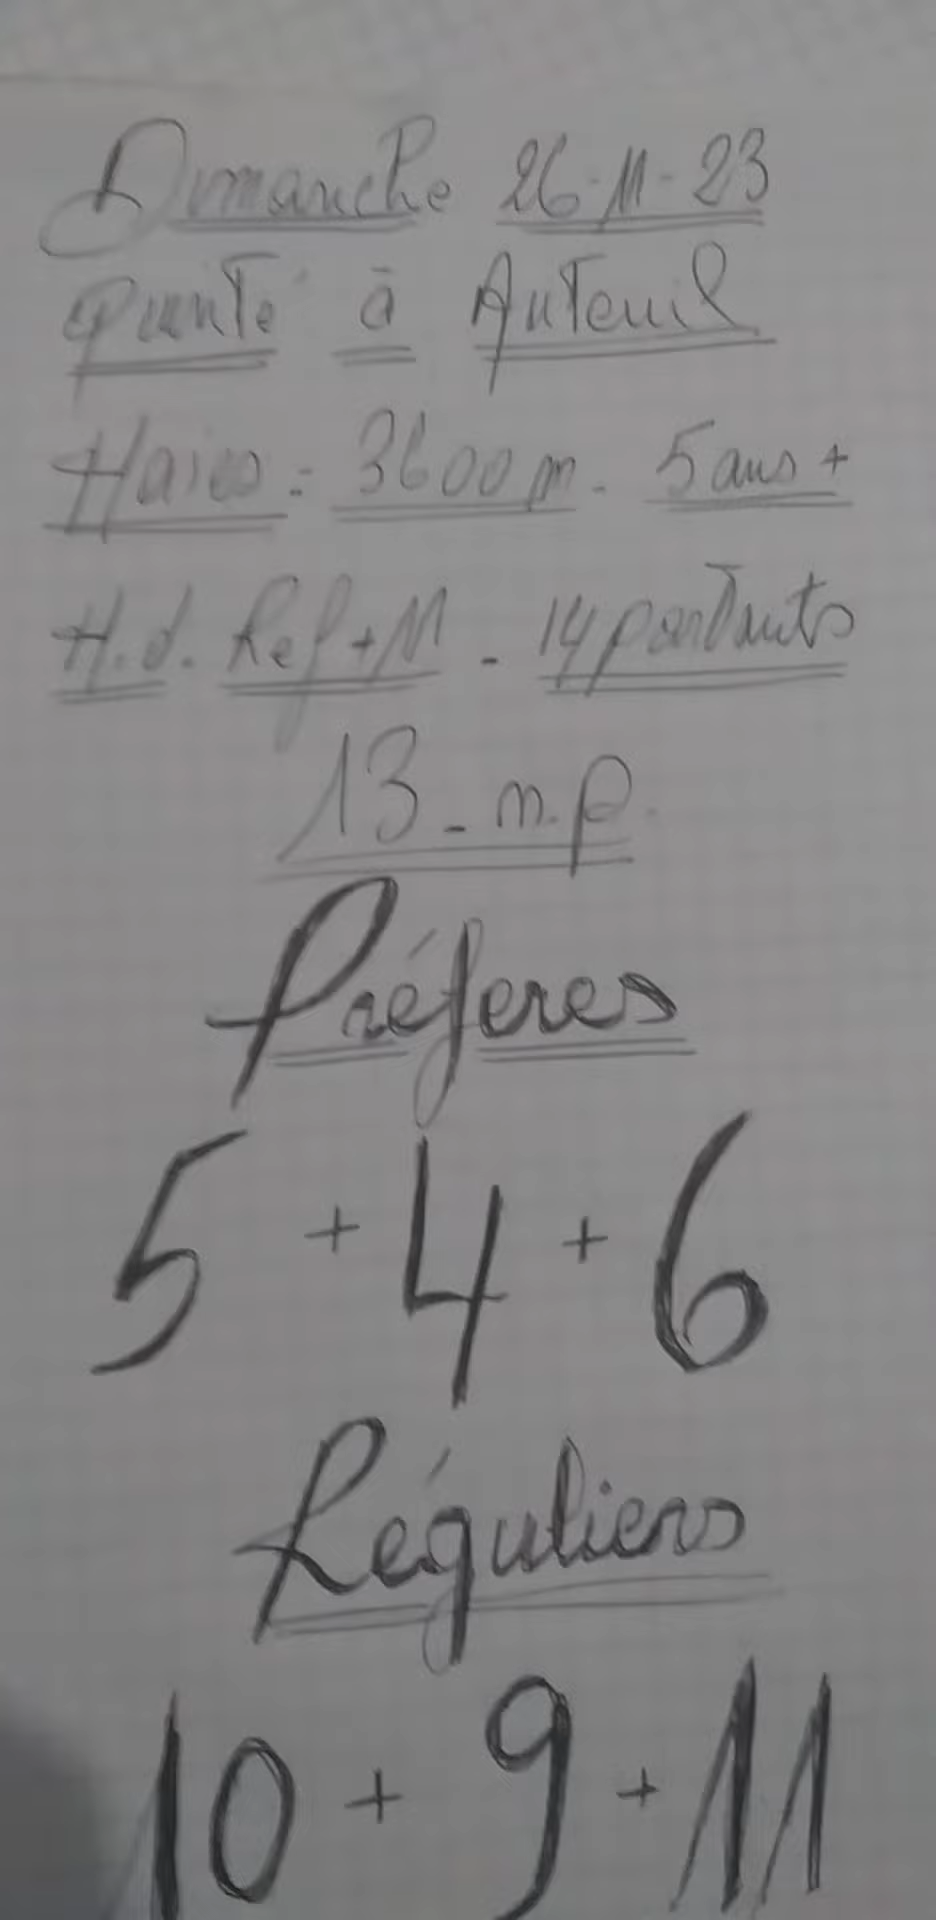 Dimanche 26-11-23
Quinté à Auteuil
Haies - 3600 m - 5 ans +
H.d. Ref + 11 - 14 partants
13 - n.p.
Préferes
5 + 4 + 6
Réguliers
10 + 9 + 11